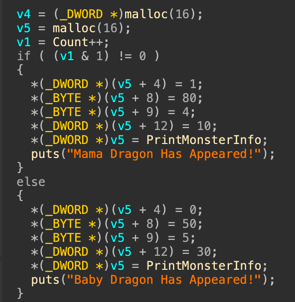 v4 = (_DWORD *)malloc(16);
v5 = malloc(16);
v1 = Count++;
if ( (v1 & 1) != 0 )
{
*(_DWORD *)(v5 + 4) = 1;
*(_BYTE *)(v5 + 8) = 80;
*(_BYTE *)(v5 + 9) = 4;
*(_DWORD *)(v5 + 12) = 10;
*(_DWORD *)v5 = PrintMonsterInfo;
puts("Mama Dragon Has Appeared!");
}
else
{
*(_DWORD *)(v5 + 4) = 0;
*(_BYTE *)(v5 + 8) = 50;
*(_BYTE *)(v5 + 9) = 5;
*(_DWORD *)(v5 + 12) = 30;
*(_DWORD *)v5 = PrintMonsterInfo;
puts("Baby Dragon Has Appeared!");
}